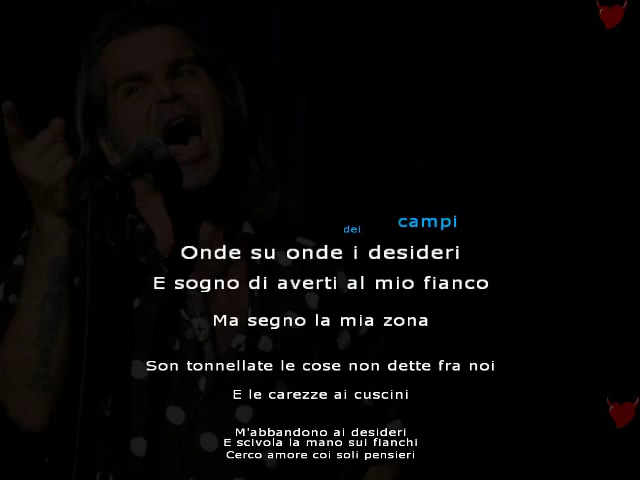 dei campi
Onde su onde i desideri
E sogno di averti al mio fianco
Ma segno la mia zona
Son tonnellate le cose non dette fra noi
E le carezze ai cuscini
M'abbandono ai desideri
E scivola la mano sui fianchi
Cerco amore coi soli pensieri